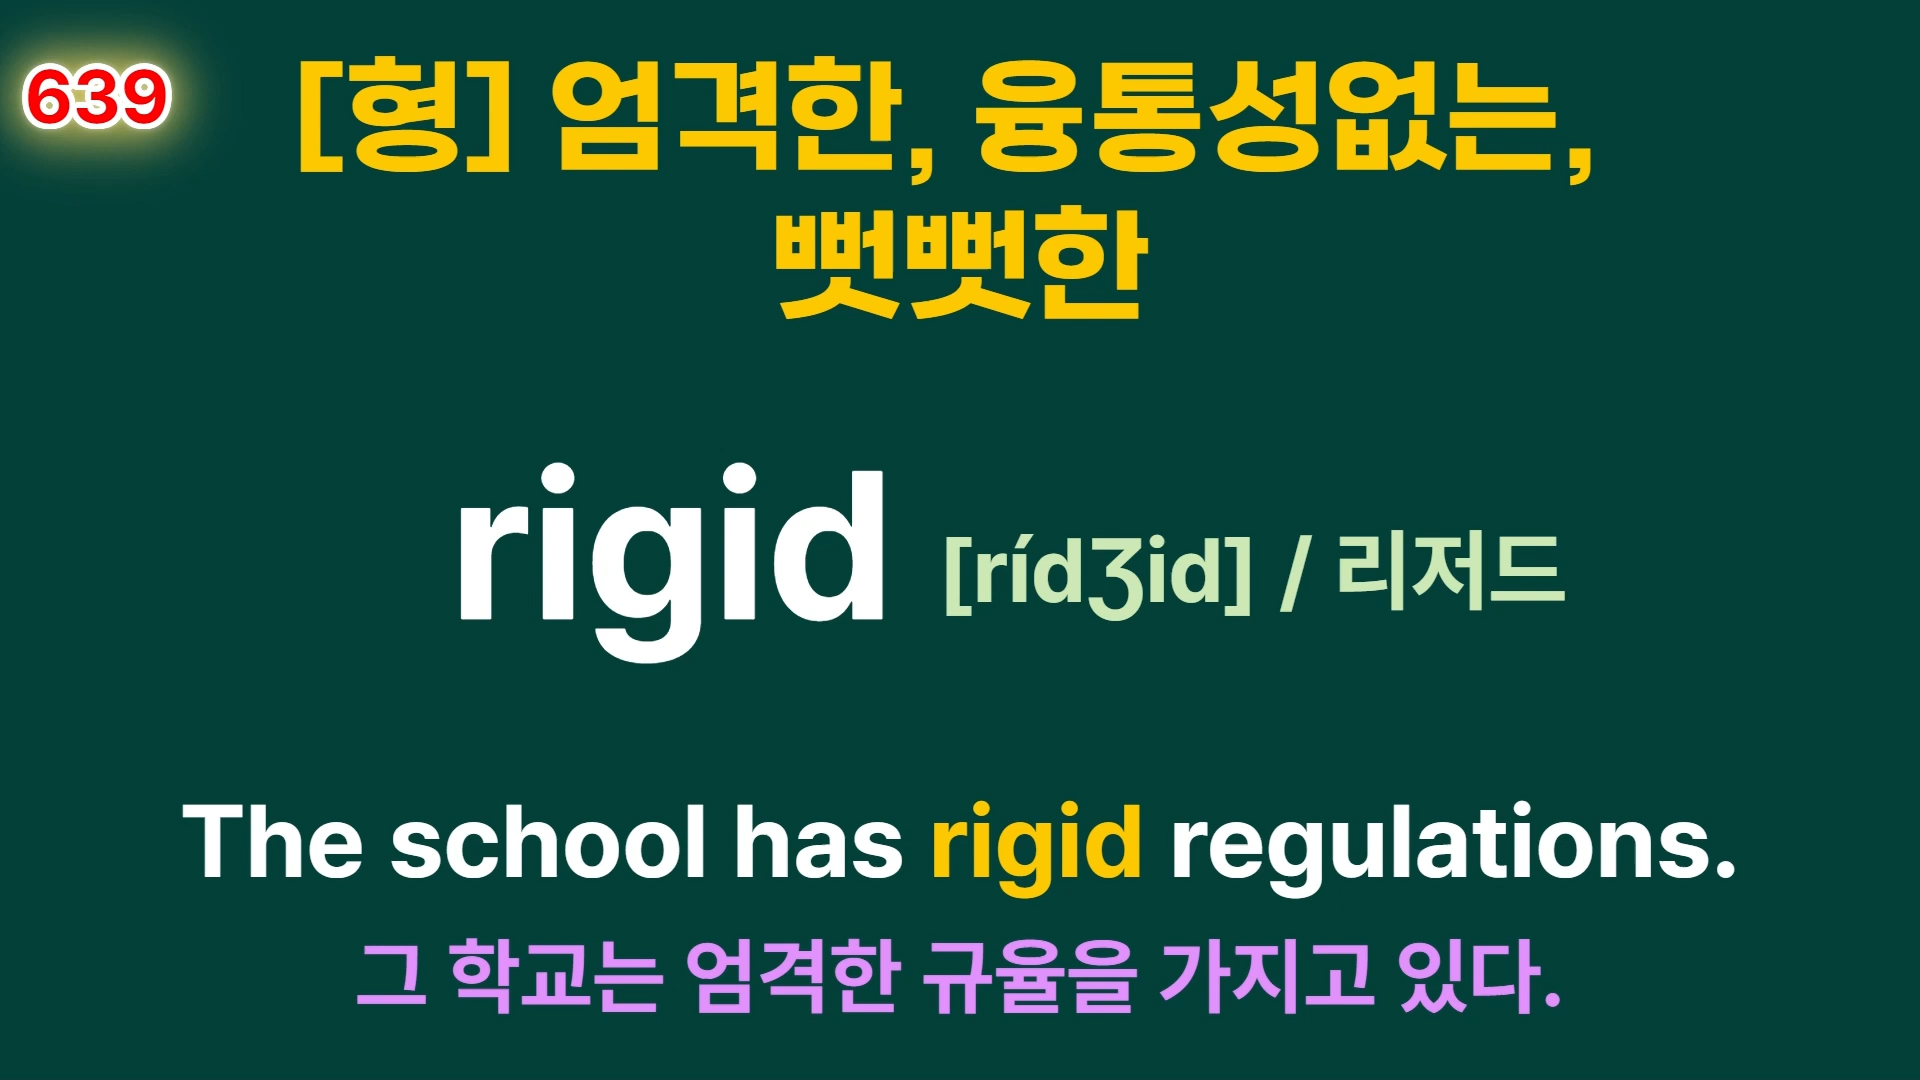 639
[형] 엄격한, 융통성없는,
뻣뻣한
rigid [rídʒid] / 리저드
The school has rigid regulations.
그 학교는 엄격한 규율을 가지고 있다.